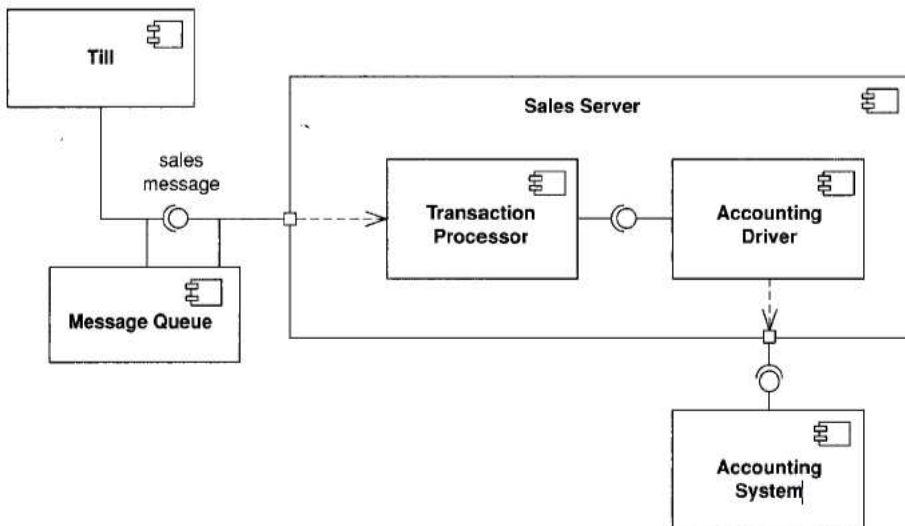 Till
Sales Server
sales
message
Transaction
Processor
Accounting
Driver
Message Queue
Accounting
System